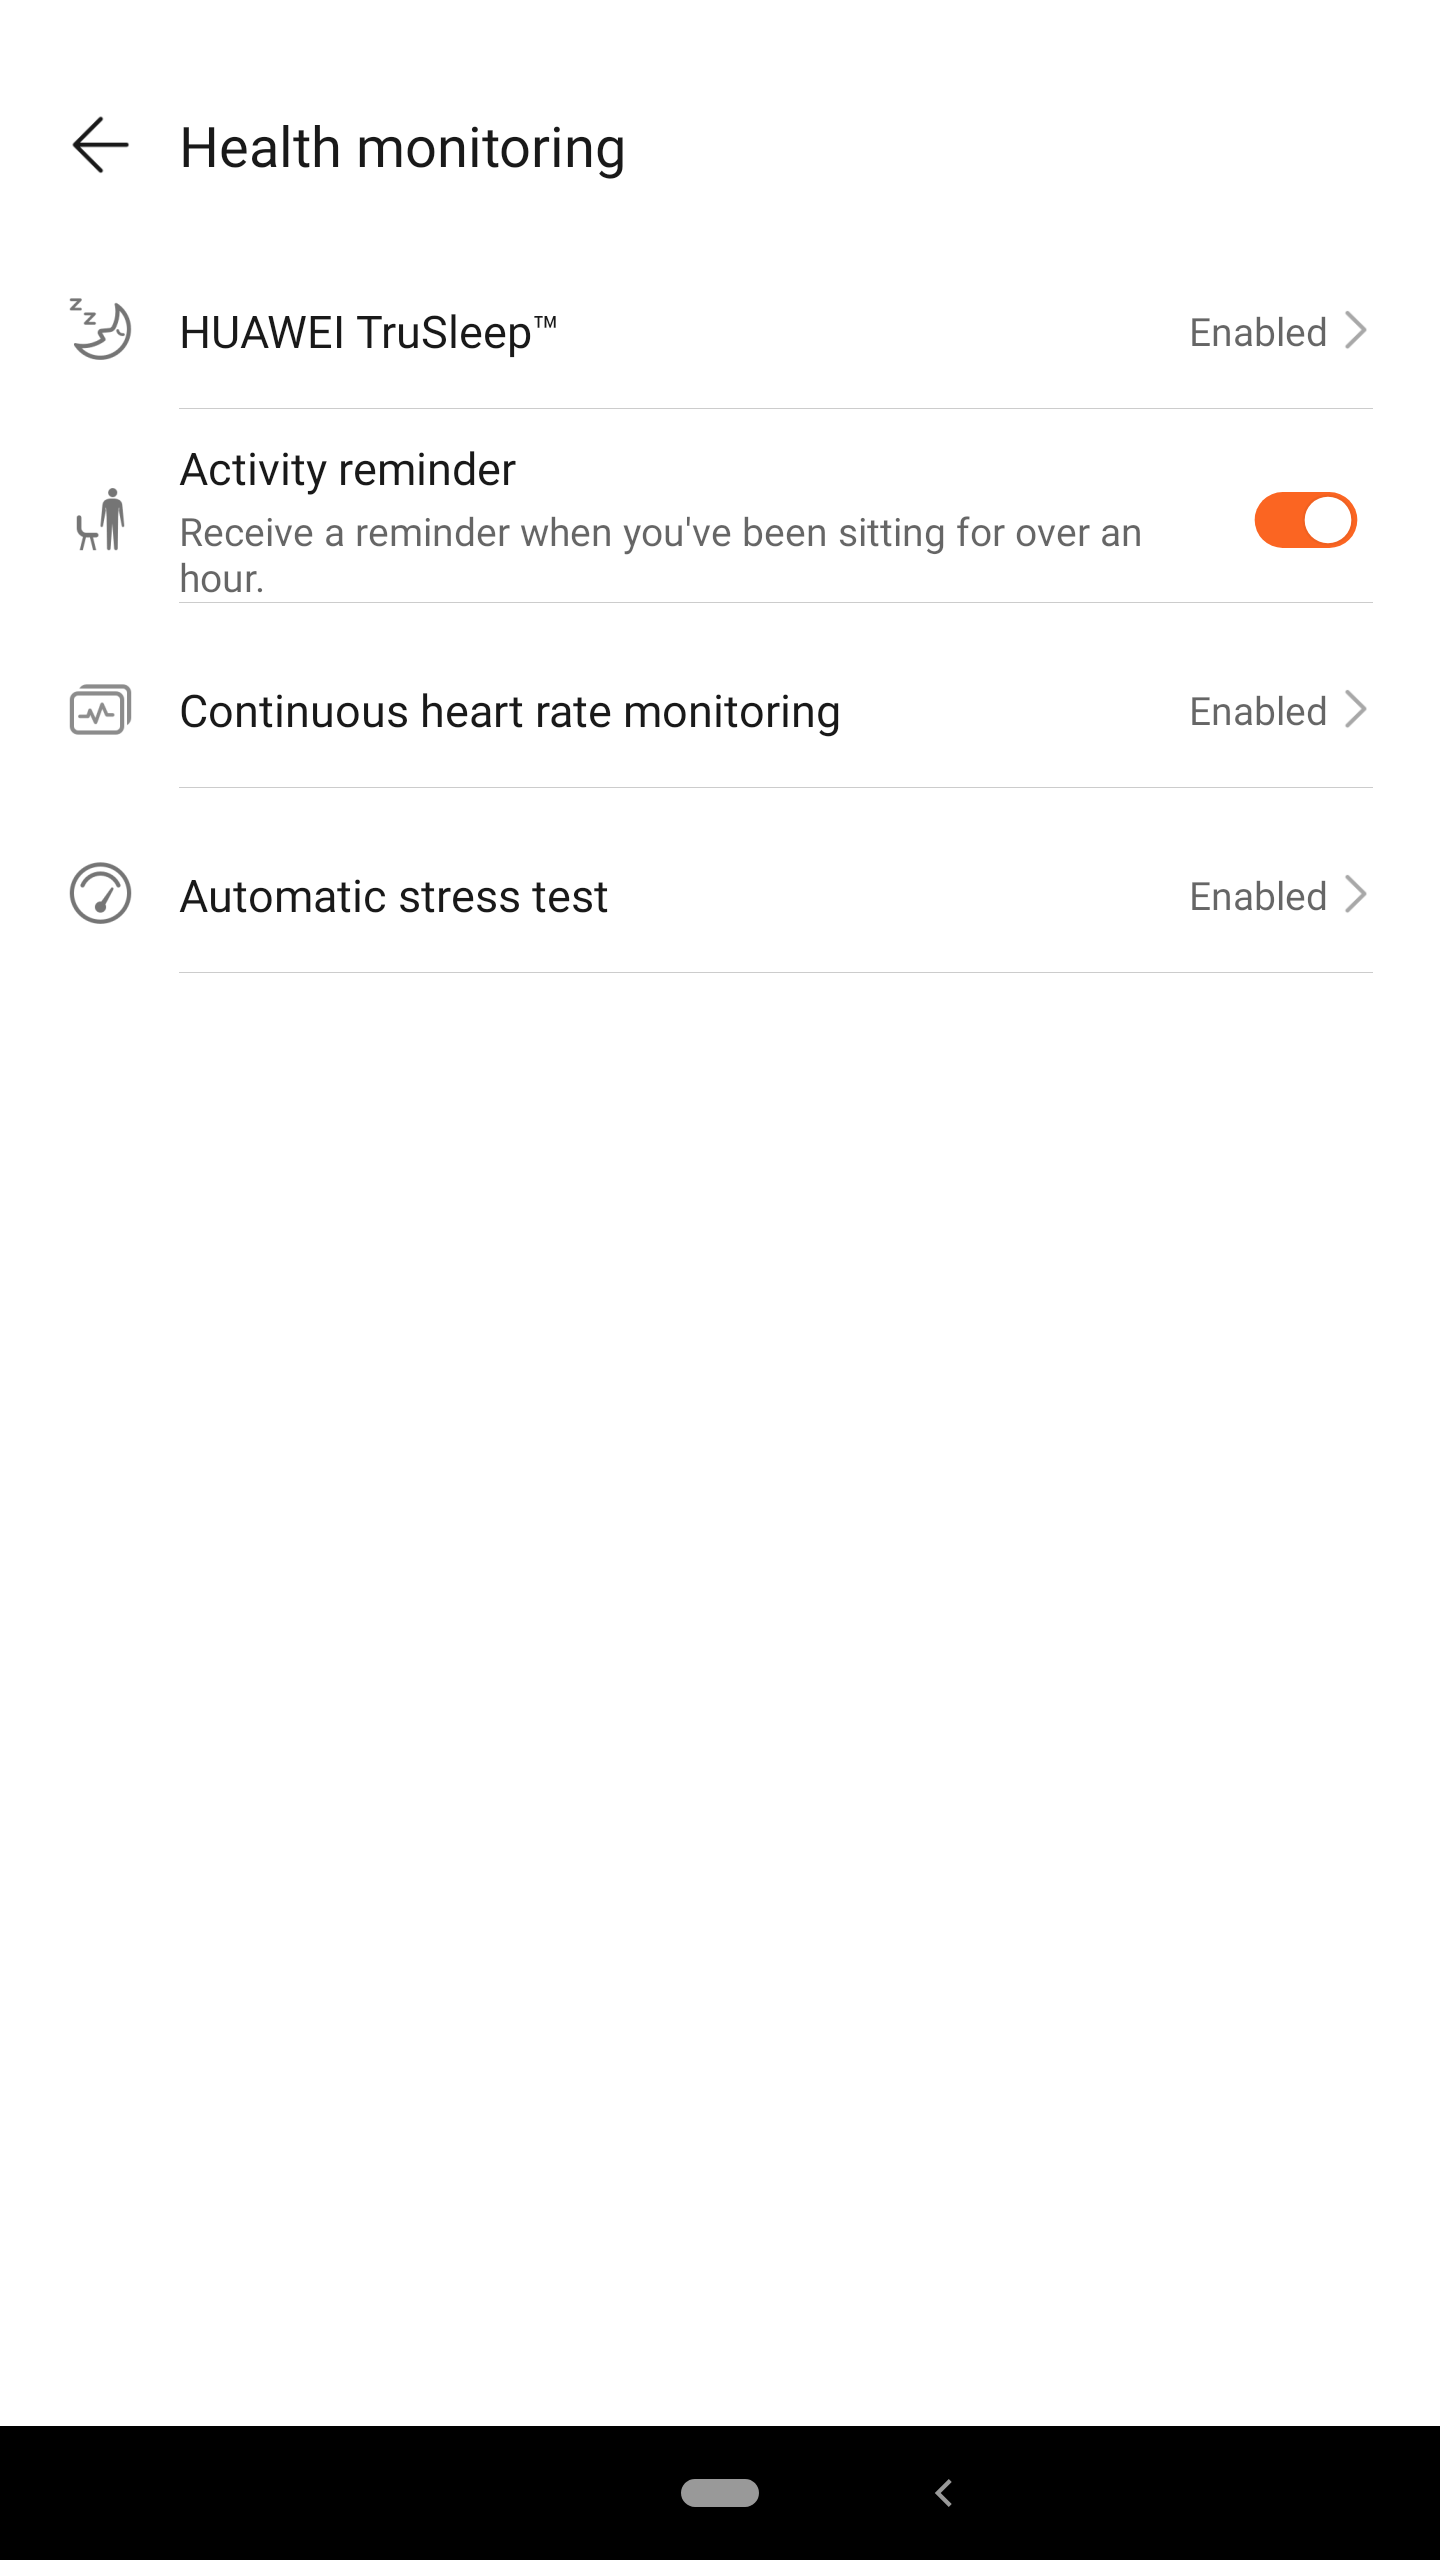 Health monitoring
HUAWEI TruSleep™
Enabled
Activity reminder
Receive a reminder when you've been sitting for over an
hour.
Continuous heart rate monitoring
Enabled
Automatic stress test
Enabled